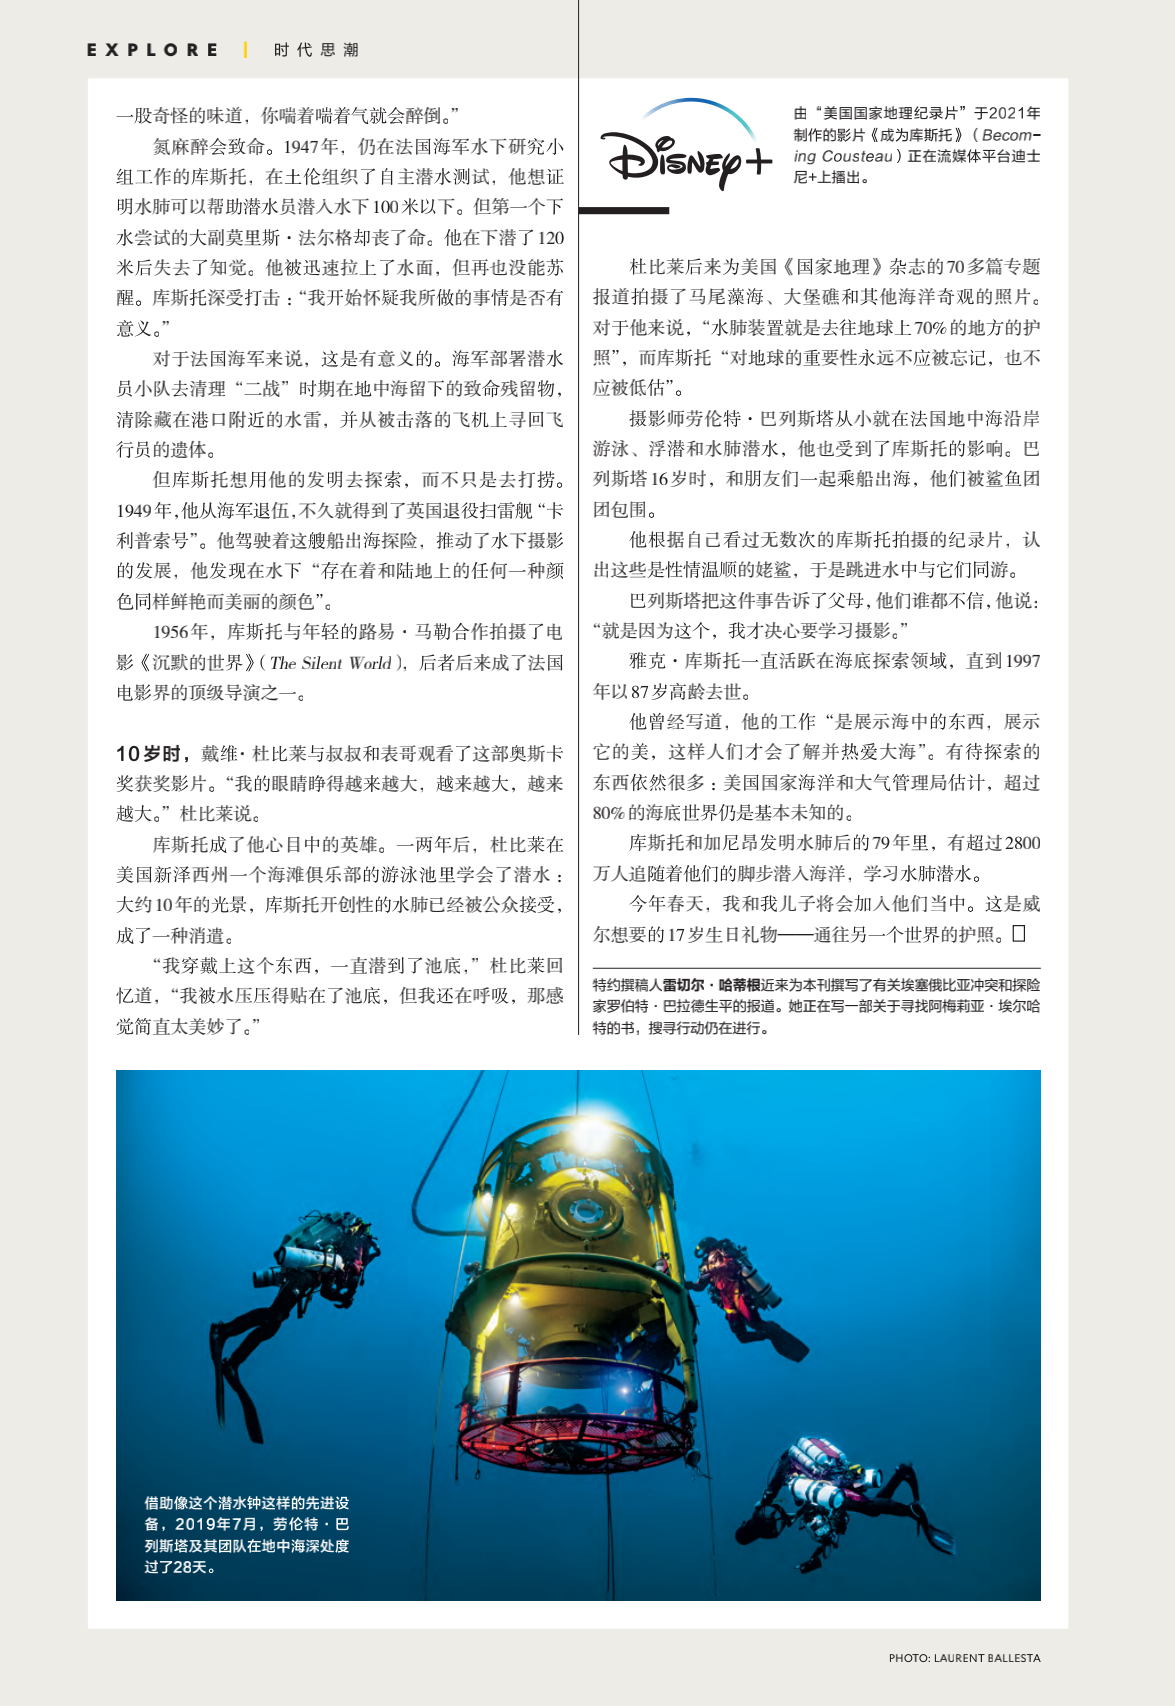 EXPLORE | 时代思潮
一股奇怪的味道，你喘着喘着气就会醉倒。”
氮麻醉会致命。1947年，仍在法国海军水下研究小
组工作的库斯托，在土伦组织了自主潜水测试，他想证
明水肺可以帮助潜水员潜入水下100米以下。但第一个下
水尝试的大副莫里斯·法尔格却丧了命。他在下潜了120
米后失去了知觉。他被迅速拉上了水面，但再也没能苏
醒。库斯托深受打击：“我开始怀疑我所做的事情是否有
意义。”
对于法国海军来说，这是有意义的。海军部署潜水
员小队去清理“二战”时期在地中海留下的致命残留物，
清除藏在港口附近的水雷，并从被击落的飞机上寻回飞
行员的遗体。
但库斯托想用他的发明去探索，而不只是去打捞。
1949年，他从海军退伍，不久就得到了英国退役扫雷舰“卡
利普索号”。他驾驶着这艘船出海探险，推动了水下摄影
的发展，他发现在水下“存在着和陆地上的任何一种颜
色同样鲜艳而美丽的颜色”。
1956年，库斯托与年轻的路易·马勒合作拍摄了电
影《沉默的世界》（The Silent World），后者后来成了法国
电影界的顶级导演之一。
10岁时，戴维·杜比莱与叔叔和表哥观看了这部奥斯卡
奖获奖影片。“我的眼睛睁得越来越大，越来越大，越来
越大。”杜比莱说。
库斯托成了他心目中的英雄。一两年后，杜比莱在
美国新泽西州一个海滩俱乐部的游泳池里学会了潜水：
大约10年的光景，库斯托开创性的水肺已经被公众接受，
成了一种消遣。
“我穿戴上这个东西，一直潜到了池底，”杜比莱回
忆道，“我被水压压得贴在了池底，但我还在呼吸，那感
觉简直太美妙了。”
Disney+
由“美国国家地理纪录片”于2021年
制作的影片《成为库斯托》（Becom-
ing Cousteau）正在流媒体平台迪士
尼+上播出。
杜比莱后来为美国《国家地理》杂志的70多篇专题
报道拍摄了马尾藻海、大堡礁和其他海洋奇观的照片。
对于他来说，“水肺装置就是去往地球上70%的地方的护
照”，而库斯托“对地球的重要性永远不应被忘记，也不
应被低估”。
摄影师劳伦特·巴列斯塔从小就在法国地中海沿岸
游泳、浮潜和水肺潜水，他也受到了库斯托的影响。巴
列斯塔16岁时，和朋友们一起乘船出海，他们被鲨鱼团
团包围。
他根据自己看过无数次的库斯托拍摄的纪录片，认
出这些是性情温顺的姥鲨，于是跳进水中与它们同游。
巴列斯塔把这件事告诉了父母，他们谁都不信，他说：
“就是因为这个，我才决心要学习摄影。”
雅克·库斯托一直活跃在海底探索领域，直到1997
年以87岁高龄去世。
他曾经写道，他的工作“是展示海中的东西，展示
它的美，这样人们才会了解并热爱大海”。有待探索的
东西依然很多：美国国家海洋和大气管理局估计，超过
80%的海底世界仍是基本未知的。
库斯托和加尼昂发明水肺后的79年里，有超过2800
万人追随着他们的脚步潜入海洋，学习水肺潜水。
今年春天，我和我儿子将会加入他们当中。这是威
尔想要的17岁生日礼物——通往另一个世界的护照。
特约撰稿人雷切尔·哈蒂根近来为本刊撰写了有关埃塞俄比亚冲突和探险
家罗伯特·巴拉德生平的报道。她正在写一部关于寻找阿梅莉亚·埃尔哈
特的书，搜寻行动仍在进行。
借助像这个潜水钟这样的先进设
备，2019年7月，劳伦特·巴
列斯塔及其团队在地中海深处度
过了28天。
PHOTO: LAURENT BALLESTA